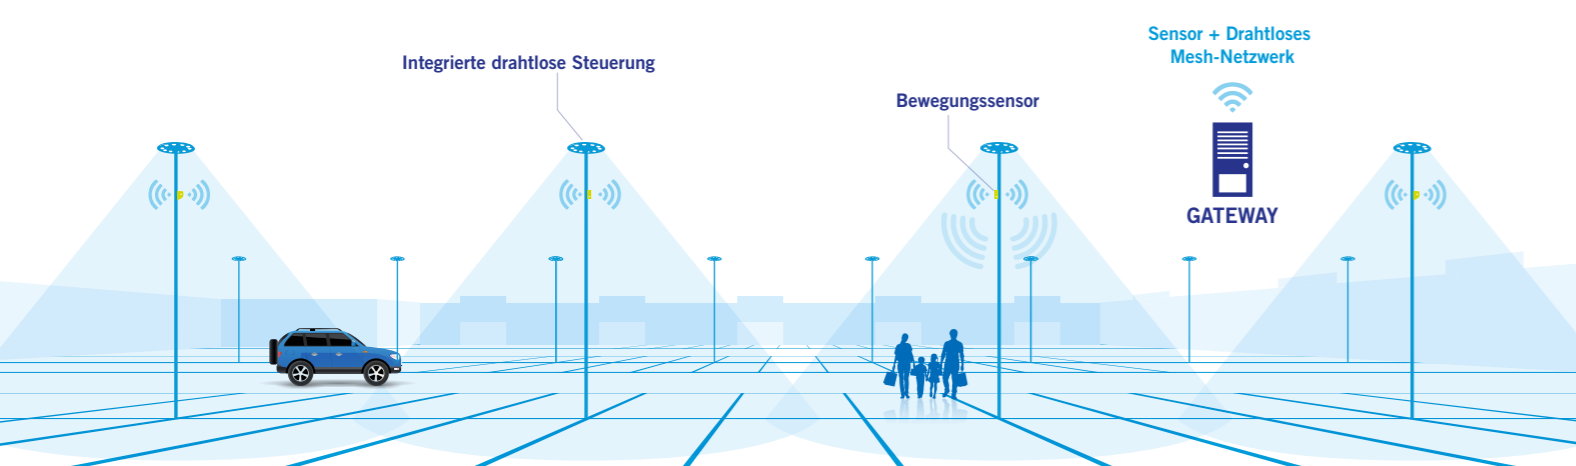 Integrierte drahtlose Steuerung
Bewegungssensor
Sensor + Drahtloses
Mesh-Netzwerk
GATEWAY